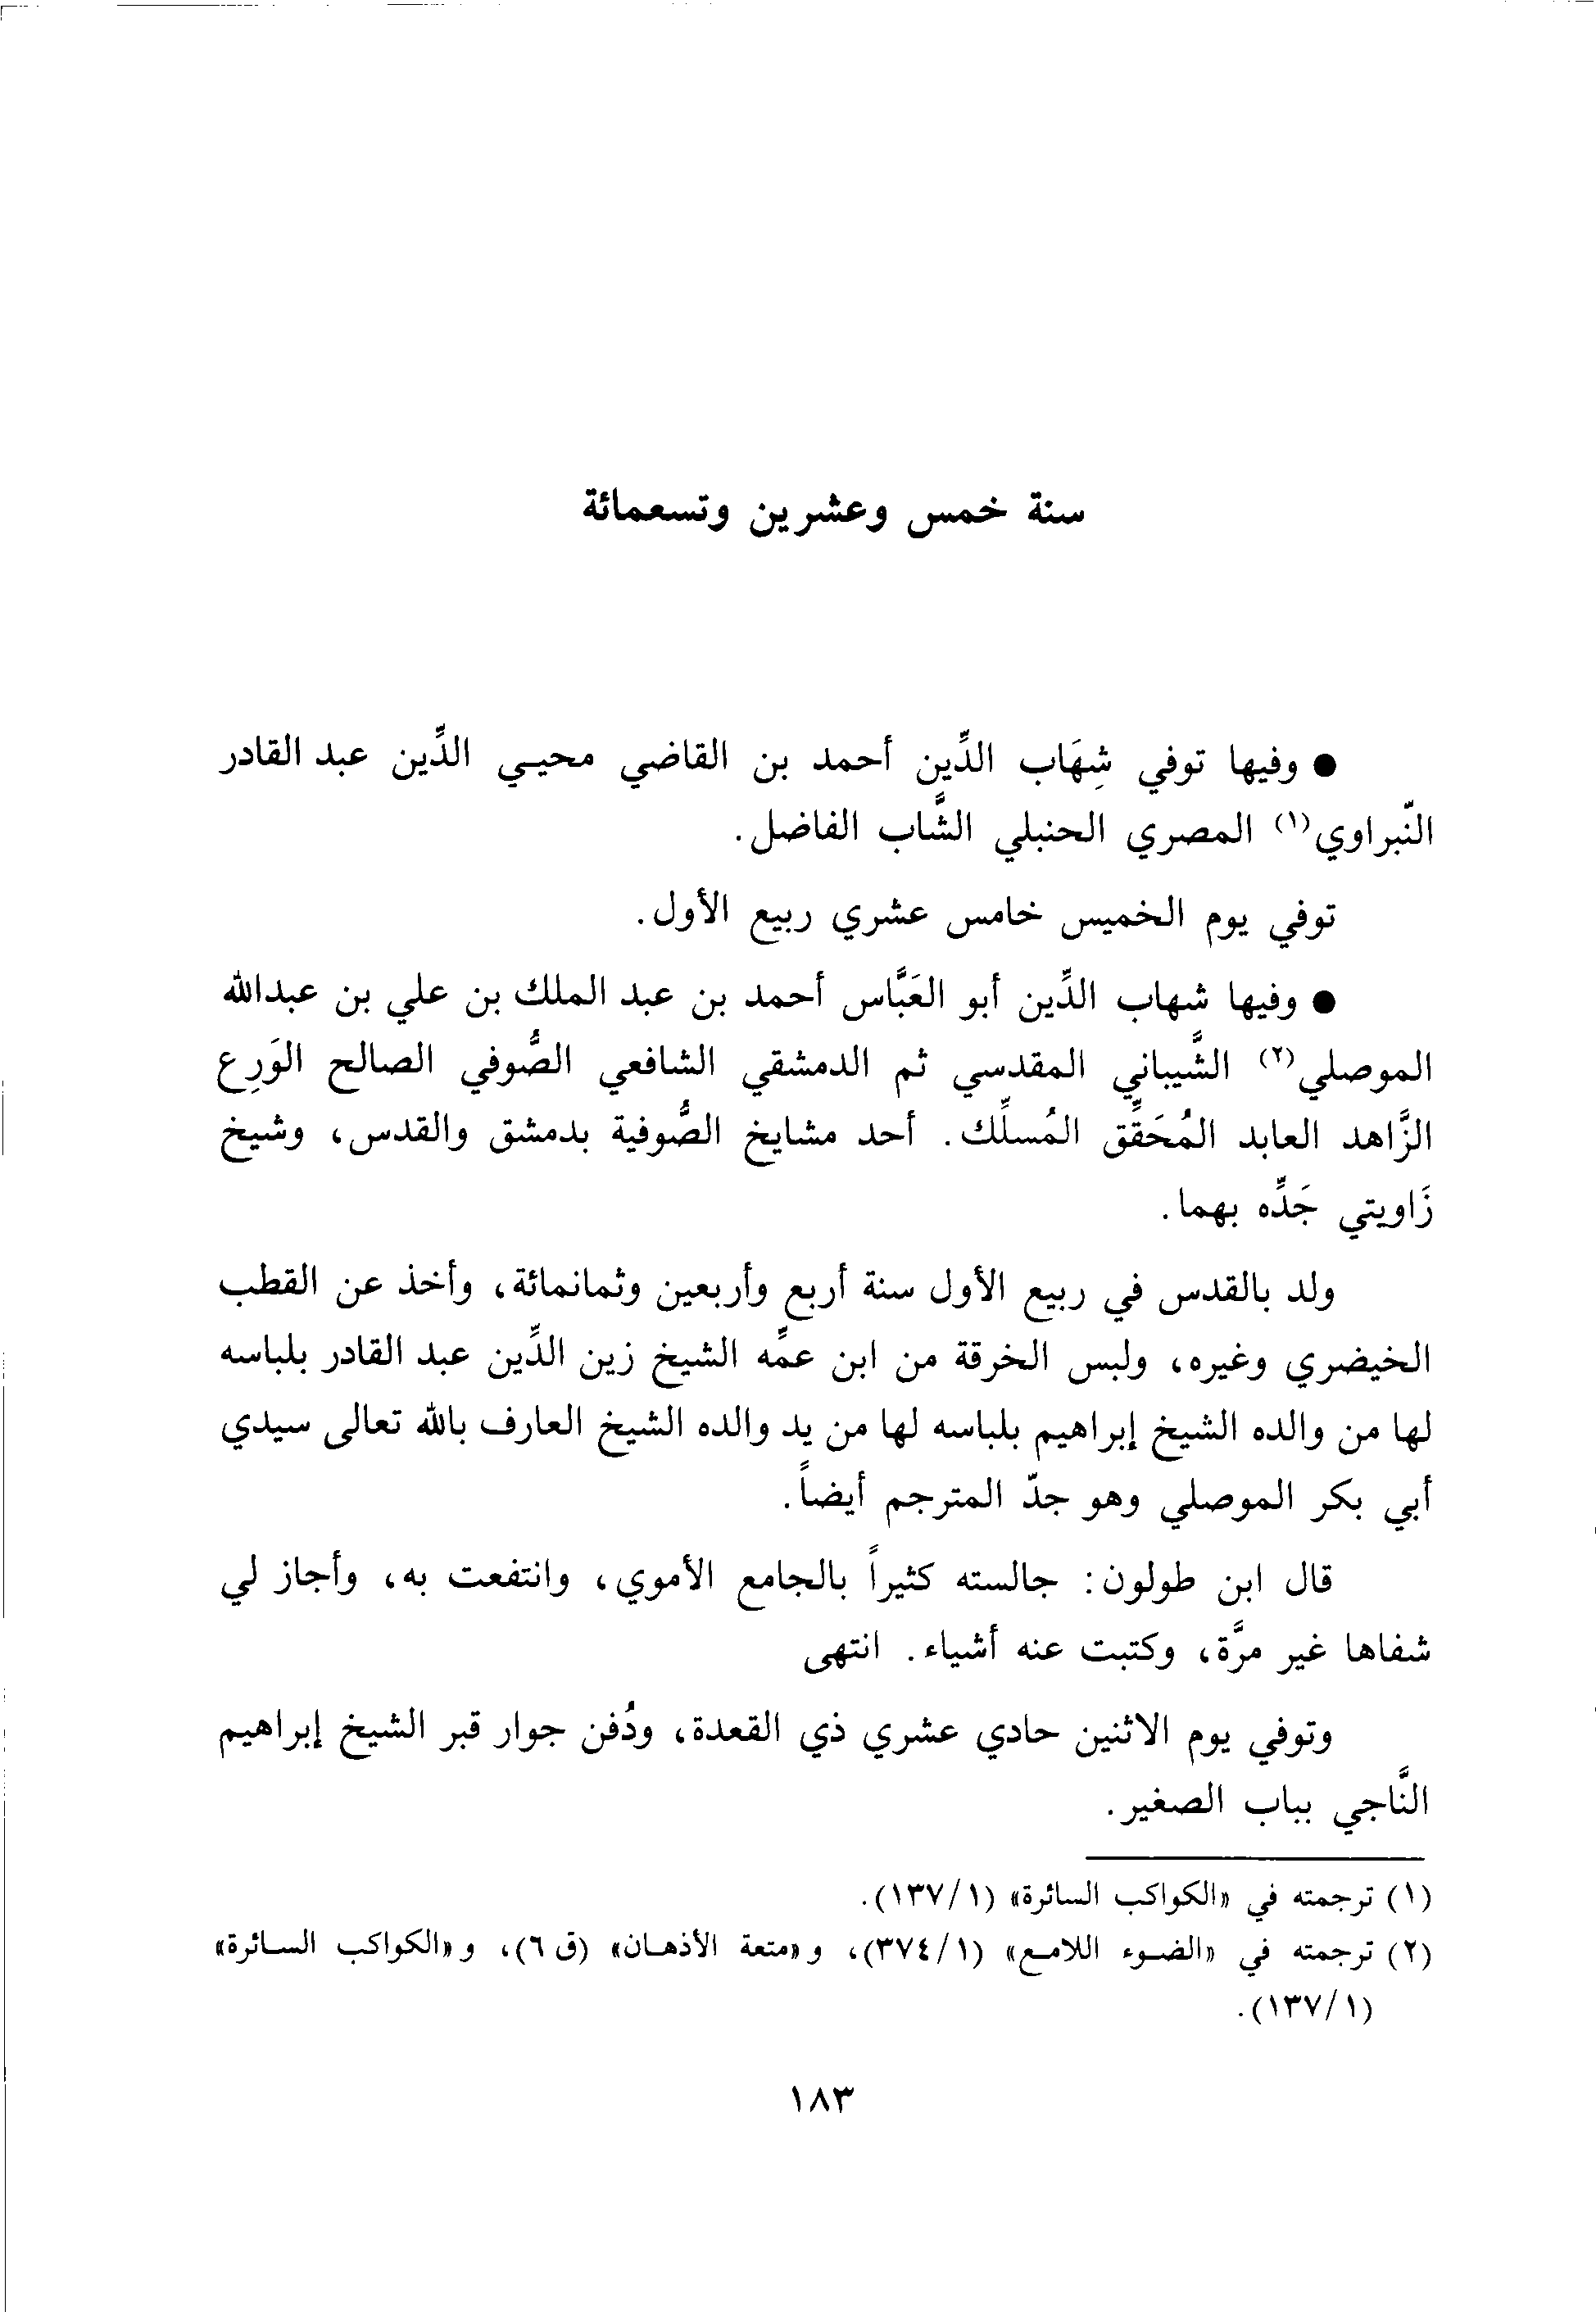 سنة خمس وعشرين وتسعمائة
● وفيها توفي شِهَاب الدِّين أحمد بن القاضي محيـي الدِّين عبد القادر
النّبراوي(١) المصري الحنبلي الشَّاب الفاضل.
توفي يوم الخميس خامس عشري ربيع الأول.
● وفيها شهاب الدِّين أبو العَبَّاس أحمد بن عبد الملك بن علي بن عبدالله
الموصلي(٢) الشَّيباني المقدسي ثم الدمشقي الشافعي الصُّوفي الصالح الوَرِع
الزَّاهد العابد المُحَقِّق المُسلِّك. أحد مشايخ الصُّوفية بدمشق والقدس، وشيخ
زَاويتي جَدِّه بهما.
ولد بالقدس في ربيع الأول سنة أربع وأربعين وثمانمائة، وأخذ عن القطب
الخيضري وغيره، ولبس الخرقة من ابن عمِّه الشيخ زين الدِّين عبد القادر بلباسه
لها من والده الشيخ إبراهيم بلباسه لها من يد والده الشيخ العارف بالله تعالى سيدي
أبي بكر الموصلي وهو جدّ المترجم أيضاً.
قال ابن طولون: جالسته كثيراً بالجامع الأموي، وانتفعت به، وأجاز لي
شفاها غير مرَّة، وكتبت عنه أشياء. انتهى
وتوفي يوم الاثنين حادي عشري ذي القعدة، ودُفن جوار قبر الشيخ إبراهيم
النَّاجي بباب الصغير.
(١) ترجمته في «الكواكب السائرة» (١/١٣٧).
(٢) ترجمته في «الضـوء اللامـع» (١/٣٧٤)، و«متعة الأذهـان» (ق٦)، و«الكواكب السـائرة»
(١/١٣٧).
١٨٣